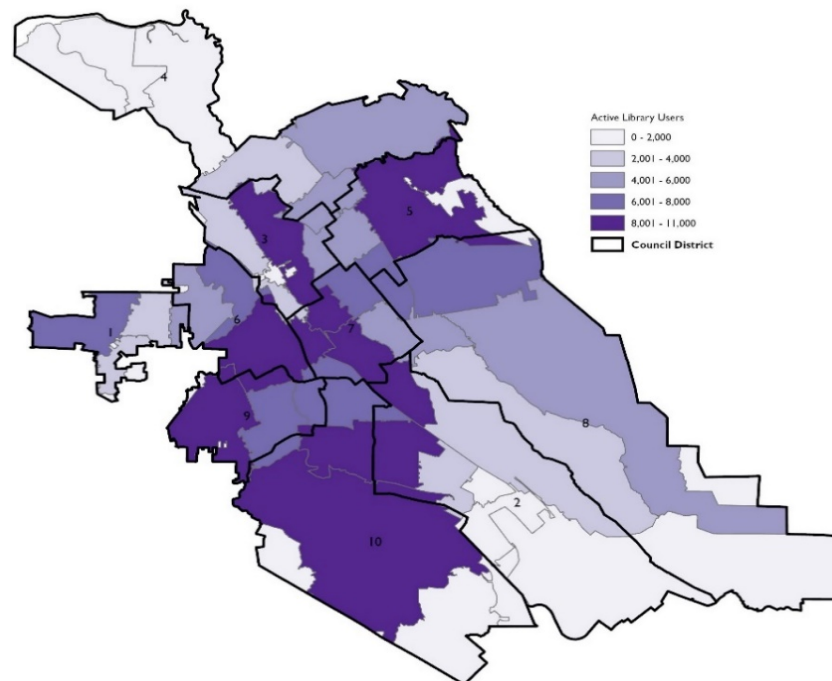 Active Library Users
0 - 2,000
2,001 - 4,000
4,001 - 6,000
6,001 - 8,000
8,001 - 11,000
Council District
4
5
3
1
6
7
9
8
2
10